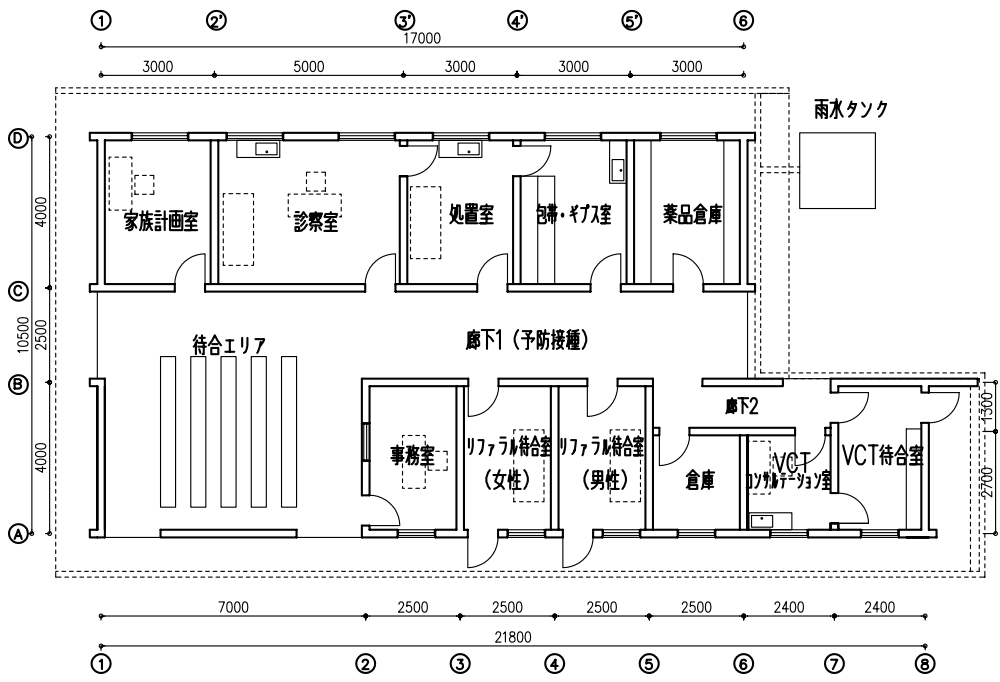 ① ②' ③' ④' ⑤' ⑥
17000
3000 5000 3000 3000 3000
雨水タンク
Ⓓ
4000
家族計画室 診察室 処置室 包帯・ギプス室 薬品倉庫
Ⓒ
10500
2500
待合エリア
廊下1(予防接種)
Ⓑ
1300
廊下2
4000
事務室
リファラル待合室
(女性)
リファラル待合室
(男性)
倉庫
VCT
コンサルテーション室
VCT待合室
2700
Ⓐ
7000 2500 2500 2500 2500 2400 2400
21800
① ② ③ ④ ⑤ ⑥ ⑦ ⑧